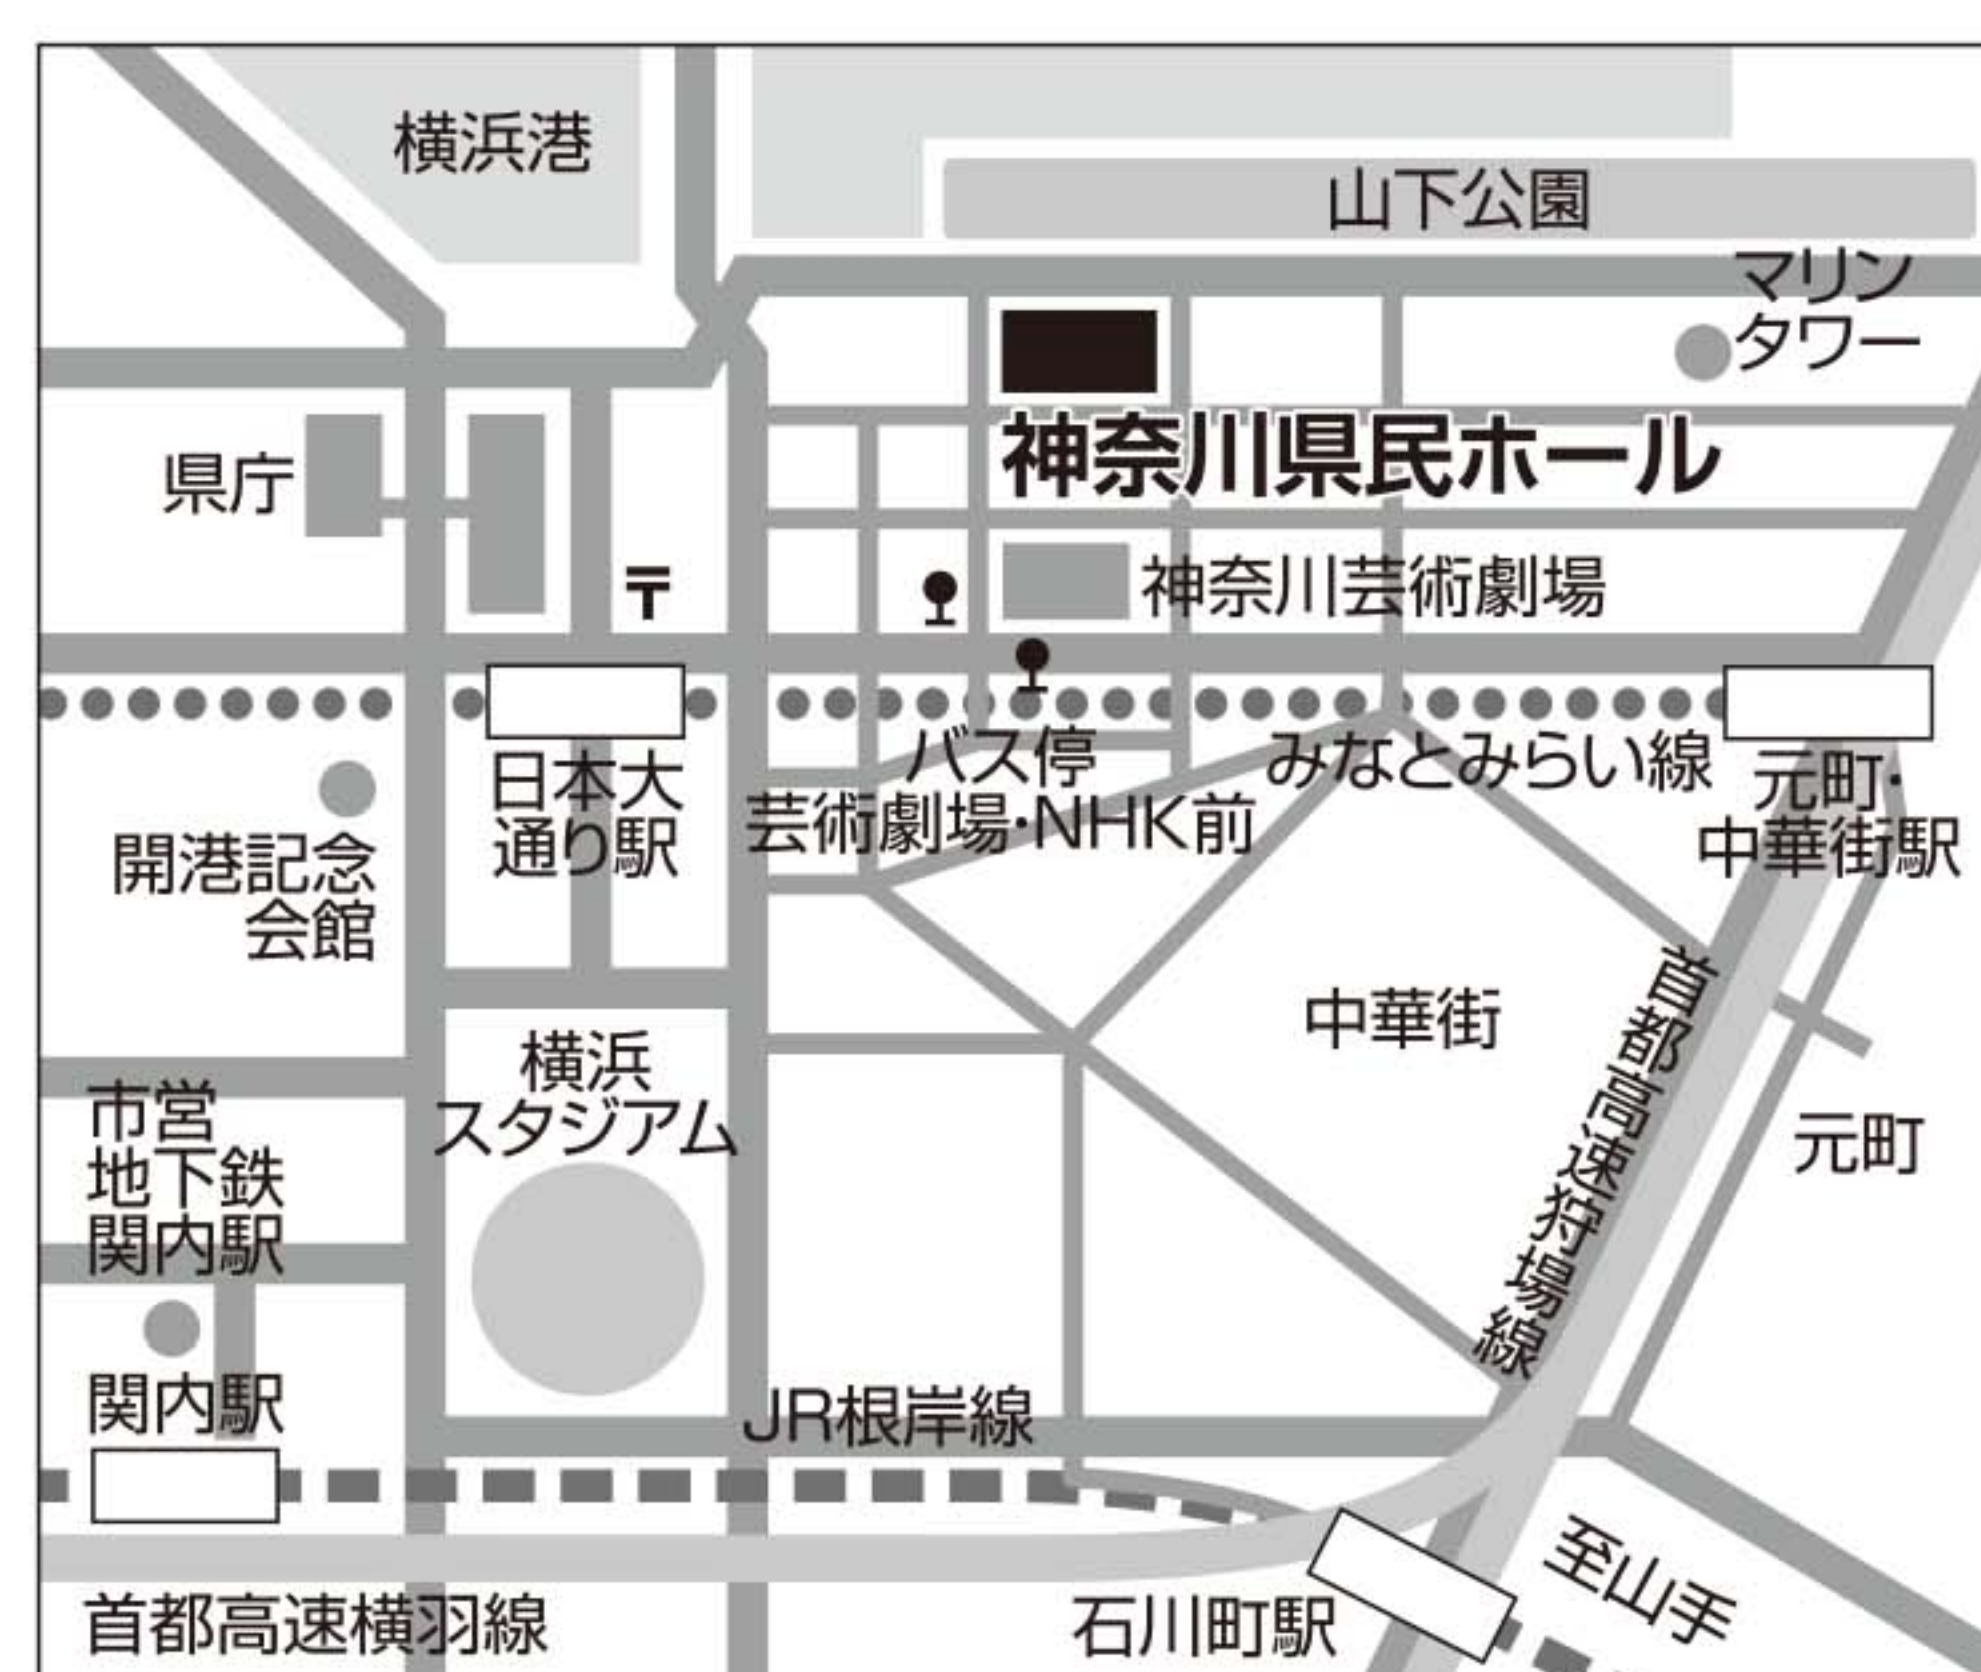 横浜港
山下公園
マリン
タワー
神奈川県民ホール
県庁
〒
神奈川芸術劇場
バス停
芸術劇場・NHK前
みなとみらい線
日本大
通り駅
元町・
中華街駅
開港記念
会館
中華街
首都高速狩場線
横浜
スタジアム
元町
市営
地下鉄
関内駅
関内駅
JR根岸線
首都高速横羽線
石川町駅
至山手